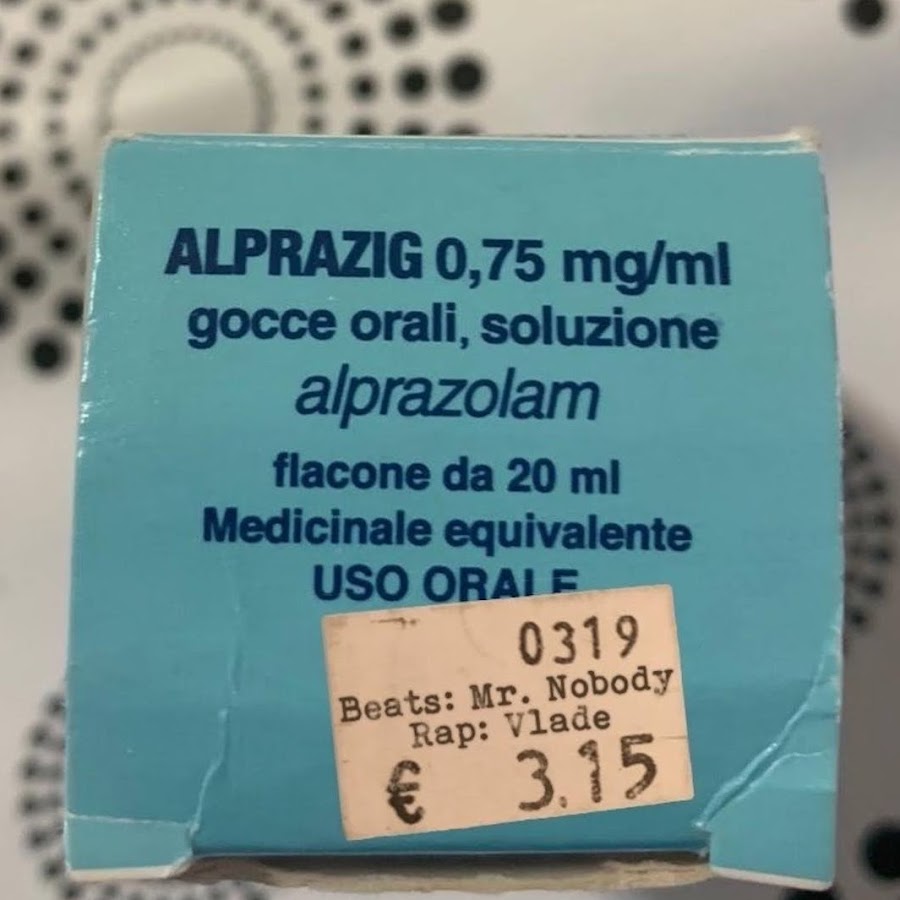 ALPRAZIG 0,75 mg/ml
gocce orali, soluzione
alprazolam
flacone da 20 ml
Medicinale equivalente
USO ORALE
0319
Beats: Mr. Nobody
Rap: Vlade
€ 3.15